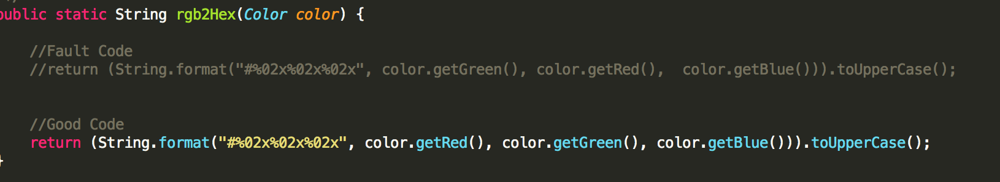 public static String rgb2Hex(Color color) {
//Fault Code
//return (String.format("#%02x%02x%02x", color.getGreen(), color.getRed(),  color.getBlue())).toUpperCase();
//Good Code
return (String.format("#%02x%02x%02x", color.getRed(), color.getGreen(), color.getBlue())).toUpperCase();
}